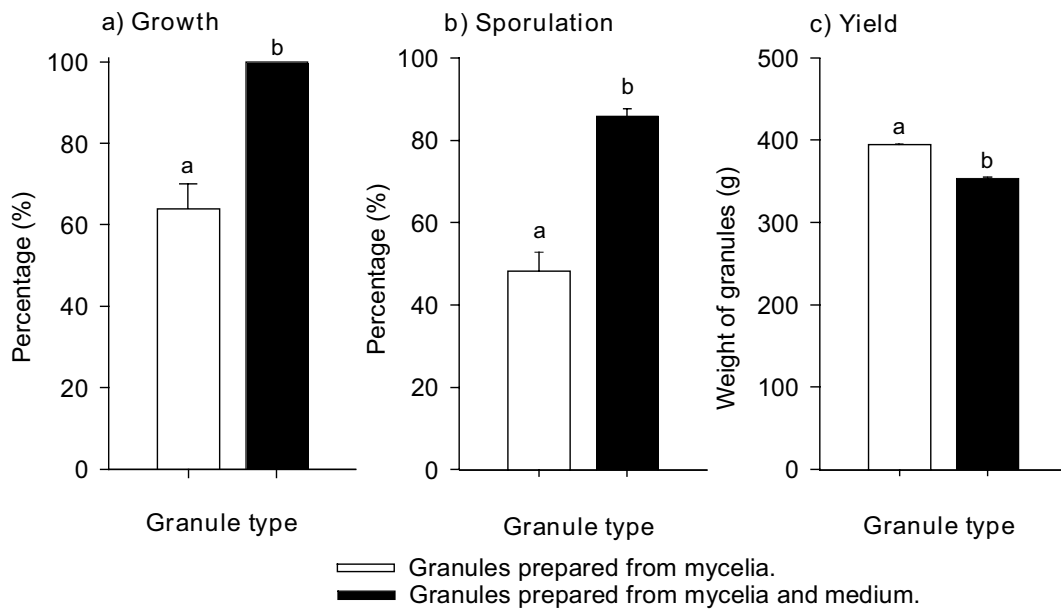 a) Growth
b) Sporulation
c) Yield
Percentage (%)
100
80
60
40
20
0
a
b
Granule type
Percentage (%)
100
80
60
40
20
0
a
b
Granule type
Weight of granules (g)
500
400
300
200
100
0
a
b
Granule type
Granules prepared from mycelia.
Granules prepared from mycelia and medium.